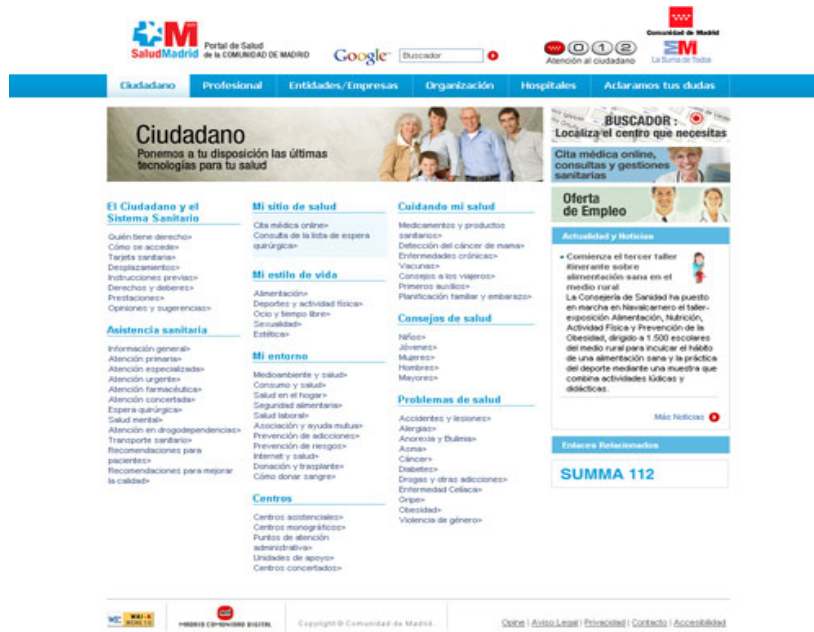 SaludMadrid
Portal de Salud
de la COMUNIDAD DE MADRID
Google
Buscador
012
Atención al ciudadano
Comunidad de Madrid
La Suma de Todos
Ciudadano
Profesional
Entidades/Empresas
Organización
Hospitales
Aclaramos tus dudas
Ciudadano
Ponemos a tu disposición las últimas
tecnologías para tu salud
El Ciudadano y el
Sistema Sanitario
Quién tiene derecho»
Cómo se accede»
Tarjeta sanitaria»
Desplazamientos»
Instrucciones previas»
Derechos y deberes»
Prestaciones»
Opiniones y sugerencias»
Asistencia sanitaria
Información general»
Atención primaria»
Atención especializada»
Atención urgente»
Atención farmacéutica»
Atención concertada»
Espera quirúrgica»
Salud mental»
Atención en drogodependencias»
Transporte sanitario»
Recomendaciones para
pacientes»
Recomendaciones para mejorar
la calidad»
Mi sitio de salud
Cita médica online»
Consulta de la lista de espera
quirúrgica»
Mi estilo de vida
Alimentación»
Deportes y actividad física»
Ocio y tiempo libre»
Sexualidad»
Estética»
Mi entorno
Medioambiente y salud»
Consumo y salud»
Salud en el hogar»
Seguridad alimentaria»
Salud laboral»
Asociación y ayuda mutua»
Prevención de adicciones»
Prevención de riesgos»
Internet y salud»
Donación y trasplante»
Cómo donar sangre»
Centros
Centros asistenciales»
Centros monográficos»
Puntos de atención
administrativa»
Unidades de apoyo»
Centros concertados»
Cuidando mi salud
Medicamentos y productos
sanitarios»
Detección del cáncer de mama»
Enfermedades crónicas»
Vacunas»
Consejos a los viajeros»
Primeros auxilios»
Planificación familiar y embarazo»
Consejos de salud
Niños»
Jóvenes»
Mujeres»
Hombres»
Mayores»
Problemas de salud
Accidentes y lesiones»
Alergias»
Anorexia y Bulimia»
Asma»
Cáncer»
Diabetes»
Drogas y otras adicciones»
Enfermedad Celíaca»
Gripe»
Obesidad»
Violencia de género»
BUSCADOR :
Localiza el centro que necesitas
Cita médica online,
consultas y gestiones
sanitarias
Oferta
de Empleo
Actualidad y Noticias
Comienza el tercer taller
itinerante sobre
alimentación sana en el
medio rural
La Consejería de Sanidad ha puesto
en marcha en Navalcarnero el taller-
exposición Alimentación, Nutrición,
Actividad Física y Prevención de la
Obesidad, dirigido a 1.500 escolares
del medio rural para inculcar el hábito
de una alimentación sana y la práctica
del deporte mediante una muestra que
combina actividades lúdicas y
didácticas.
Más Noticias
Enlaces Relacionados
SUMMA 112
W3C WAI-A
WCAG 1.0
MADRID COMUNIDAD DIGITAL
Copyright © Comunidad de Madrid.
Opine | Aviso Legal | Privacidad | Contacto | Accesibilidad